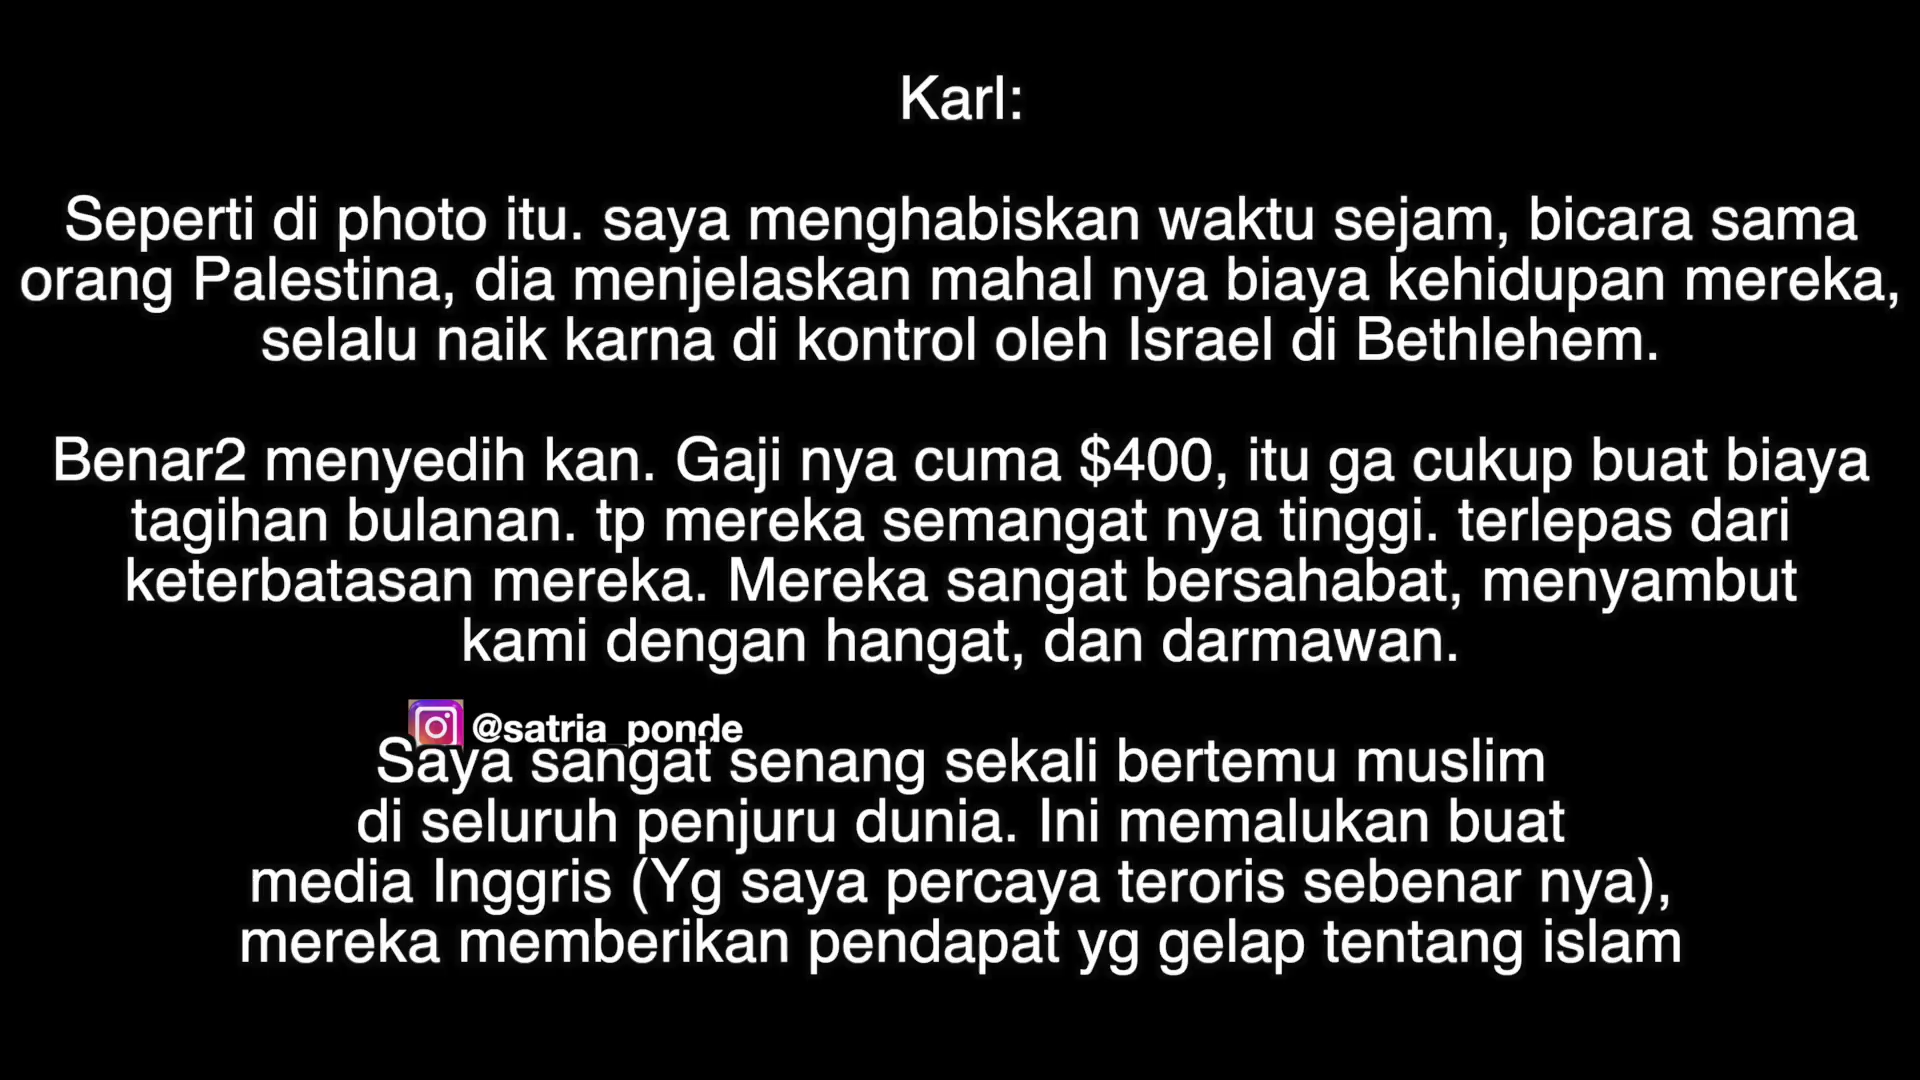 Karl:
Seperti di photo itu. saya menghabiskan waktu sejam, bicara sama
orang Palestina, dia menjelaskan mahal nya biaya kehidupan mereka,
selalu naik karna di kontrol oleh Israel di Bethlehem.
Benar2 menyedih kan. Gaji nya cuma $400, itu ga cukup buat biaya
tagihan bulanan. tp mereka semangat nya tinggi. terlepas dari
keterbatasan mereka. Mereka sangat bersahabat, menyambut
kami dengan hangat, dan darmawan.
@satria_ponde
Saya sangat senang sekali bertemu muslim
di seluruh penjuru dunia. Ini memalukan buat
media Inggris (Yg saya percaya teroris sebenar nya),
mereka memberikan pendapat yg gelap tentang islam